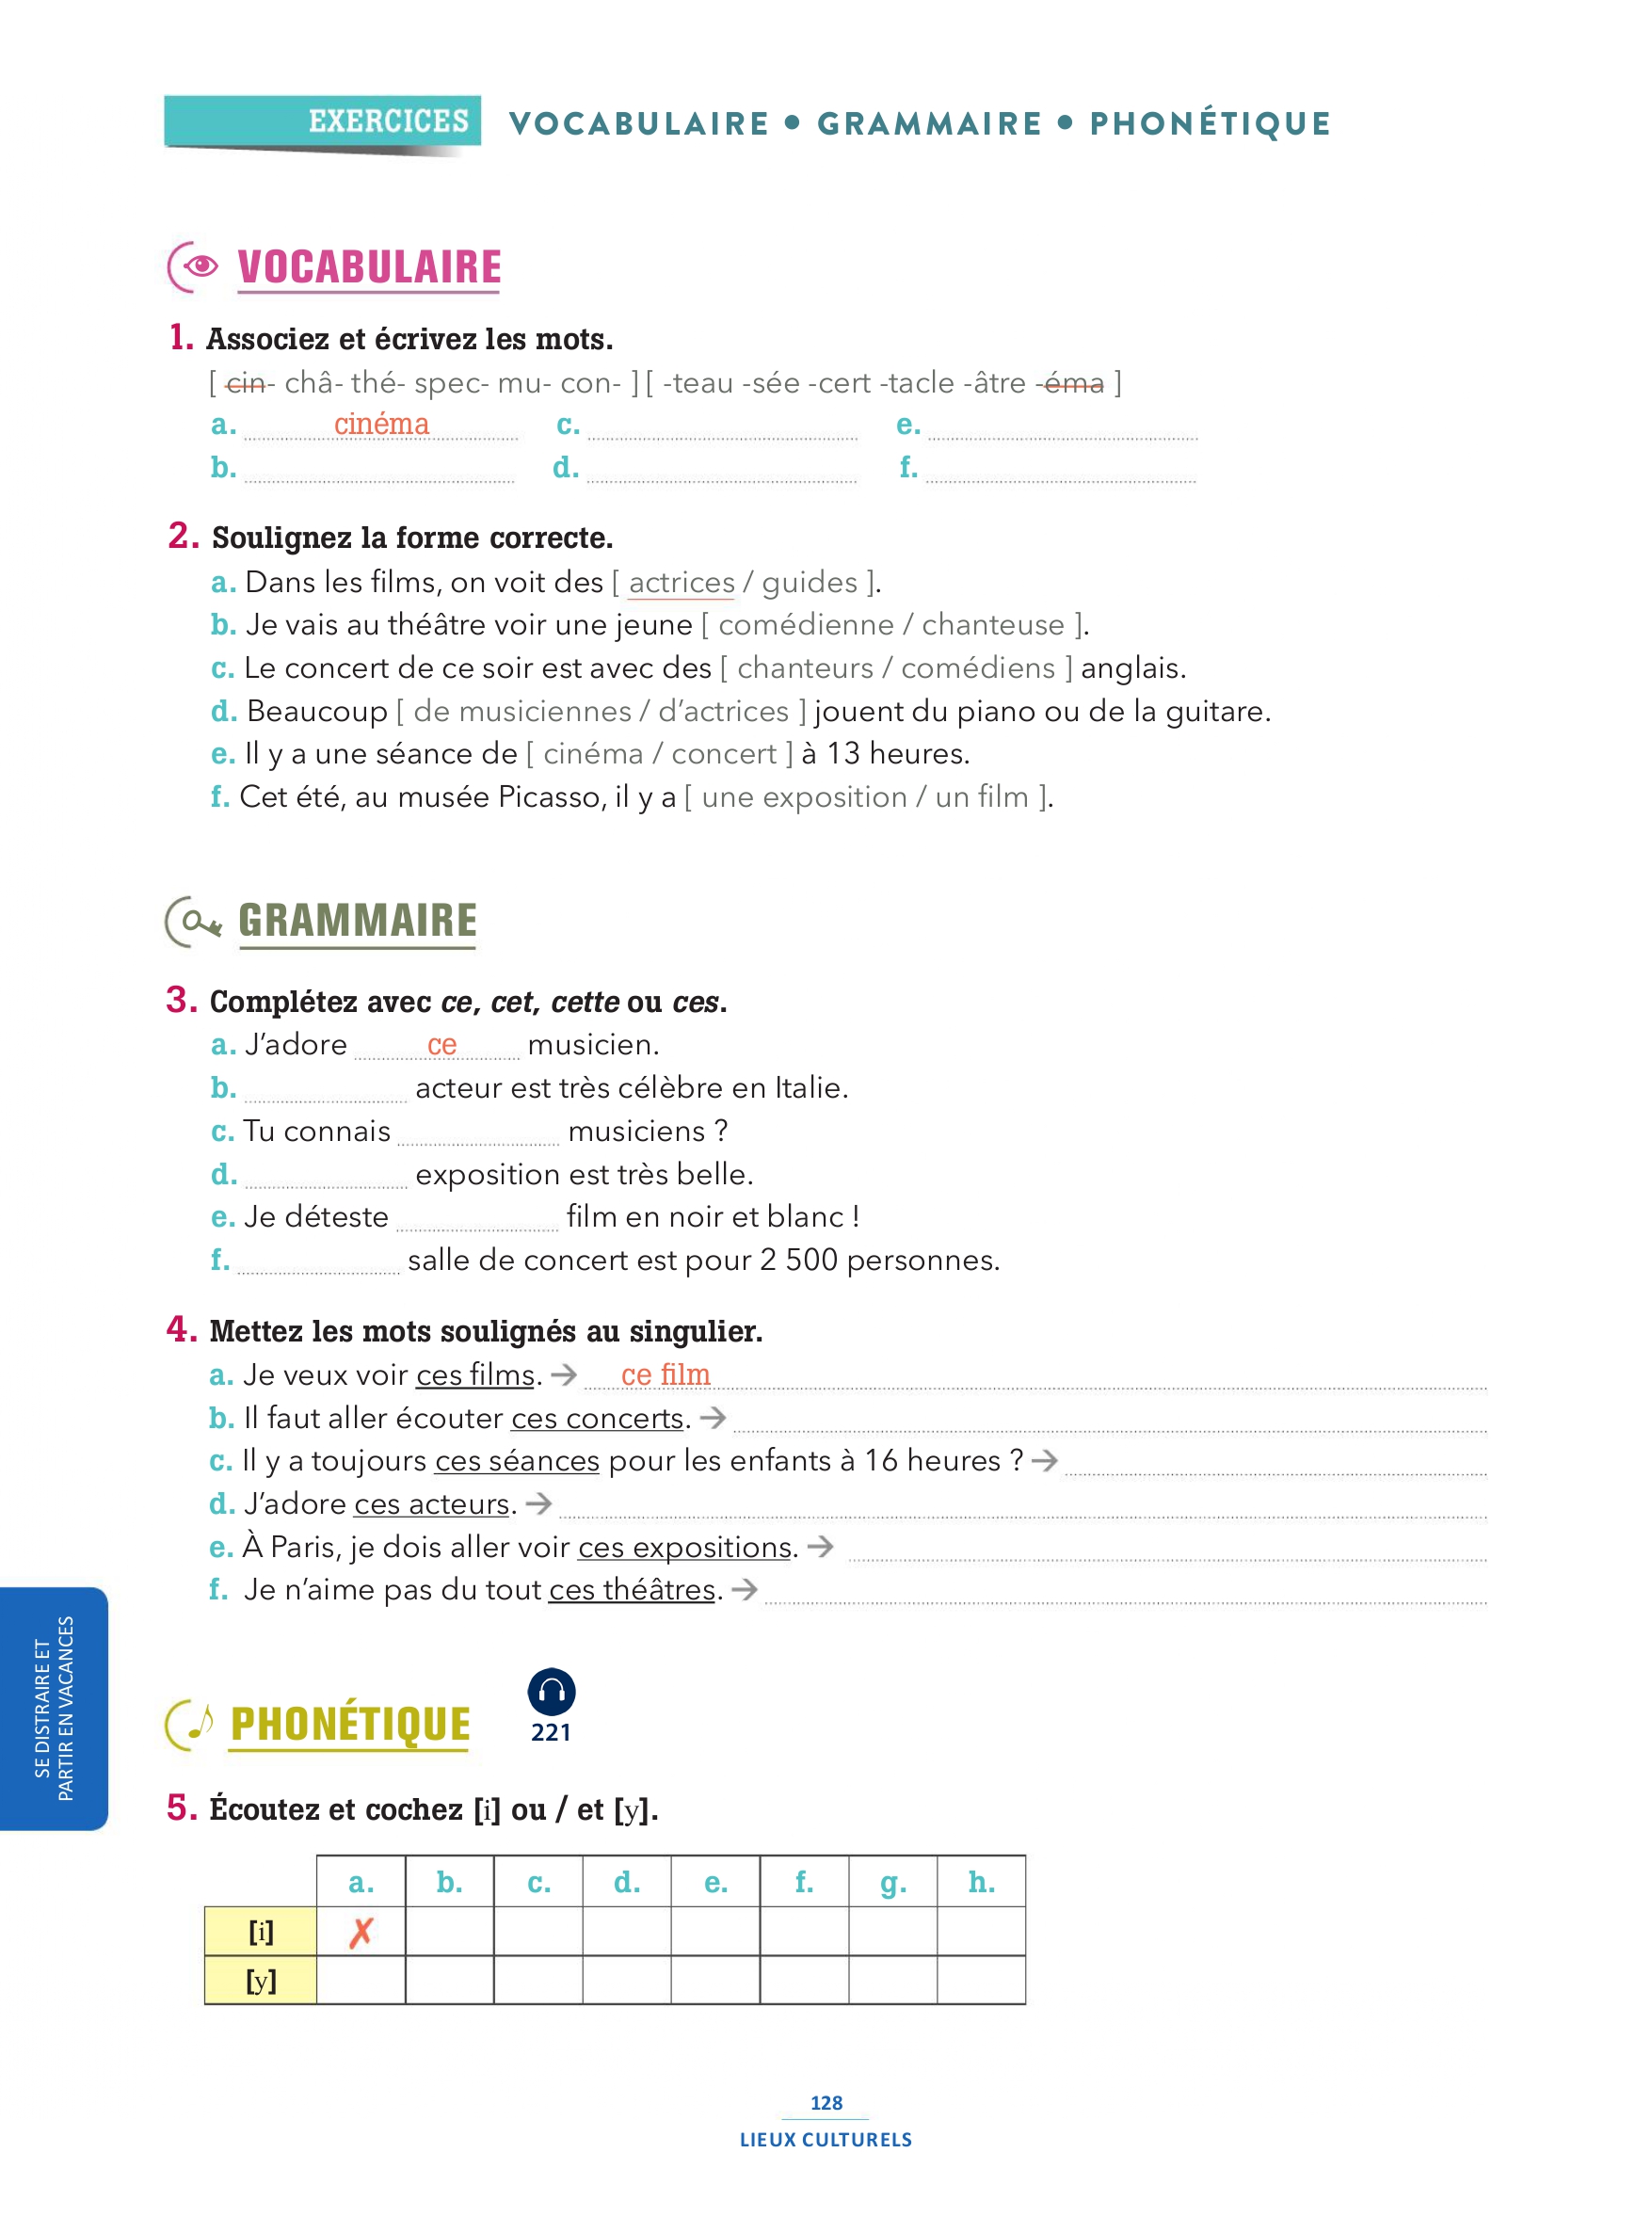 EXERCICES VOCABULAIRE • GRAMMAIRE • PHONÉTIQUE
VOCABULAIRE
1. Associez et écrivez les mots.
[ cin- châ- thé- spec- mu- con- ] [ -teau -sée -cert -tacle -âtre -éma ]
a. cinéma c. e.
b. d. f.
2. Soulignez la forme correcte.
a. Dans les films, on voit des [ actrices / guides ].
b. Je vais au théâtre voir une jeune [ comédienne / chanteuse ].
c. Le concert de ce soir est avec des [ chanteurs / comédiens ] anglais.
d. Beaucoup [ de musiciennes / d’actrices ] jouent du piano ou de la guitare.
e. Il y a une séance de [ cinéma / concert ] à 13 heures.
f. Cet été, au musée Picasso, il y a [ une exposition / un film ].
GRAMMAIRE
3. Complétez avec ce, cet, cette ou ces.
a. J’adore ce musicien.
b. acteur est très célèbre en Italie.
c. Tu connais musiciens ?
d. exposition est très belle.
e. Je déteste film en noir et blanc !
f. salle de concert est pour 2 500 personnes.
4. Mettez les mots soulignés au singulier.
a. Je veux voir ces films. → ce film
b. Il faut aller écouter ces concerts. →
c. Il y a toujours ces séances pour les enfants à 16 heures ? →
d. J’adore ces acteurs. →
e. À Paris, je dois aller voir ces expositions. →
f. Je n’aime pas du tout ces théâtres. →
SE DISTRAIRE ET
PARTIR EN VACANCES
PHONÉTIQUE
221
5. Écoutez et cochez [i] ou / et [y].
a. b. c. d. e. f. g. h.
[i] ✗
[y]
128
LIEUX CULTURELS